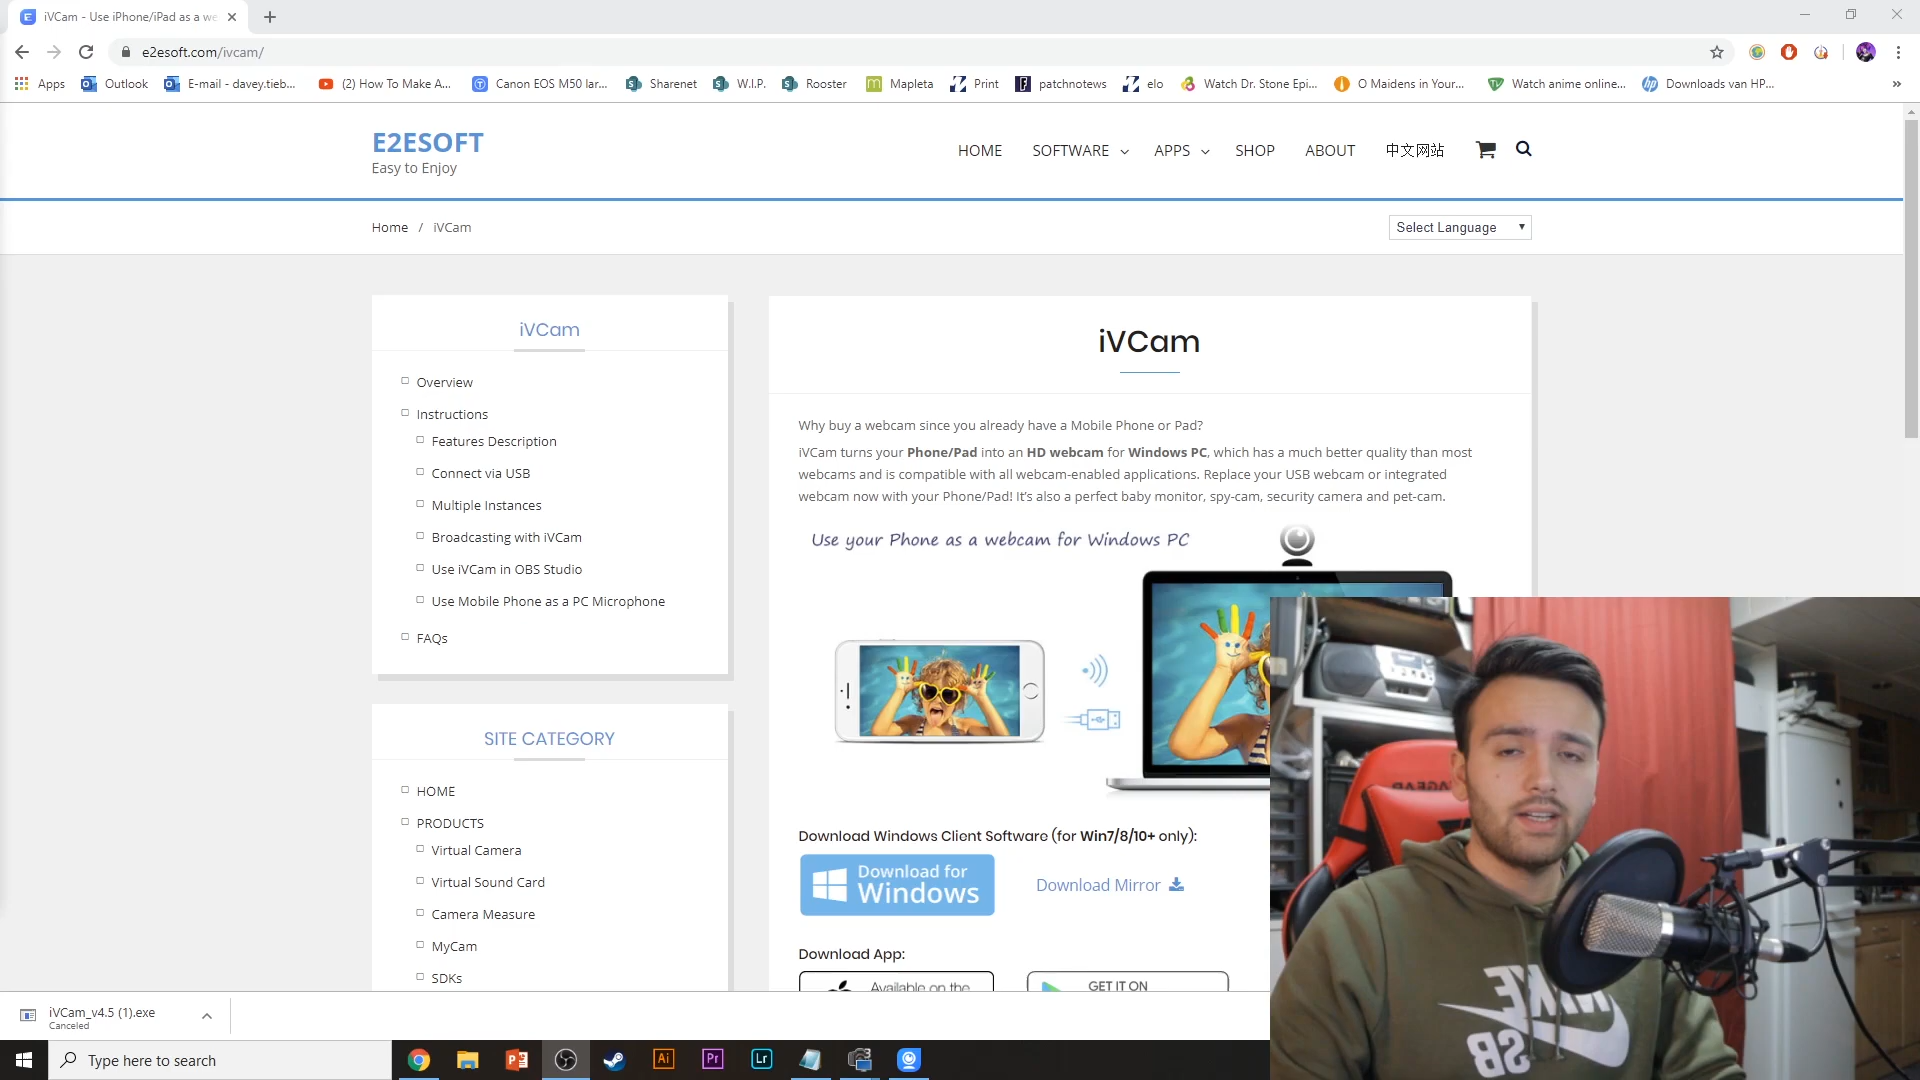 iVCam - Use iPhone/iPad as a we
e2esoft.com/ivcam/
Apps
Outlook
E-mail - davey.tieb...
(2) How To Make A...
Canon EOS M50 lar...
Sharenet
W.I.P.
Rooster
Mapleta
Print
patchnotews
elo
Watch Dr. Stone Epi...
O Maidens in Your...
Watch anime online...
Downloads van HP...
E2ESOFT
Easy to Enjoy
HOME
SOFTWARE
APPS
SHOP
ABOUT
中文网站
Home / iVCam
Select Language
iVCam
Overview
Instructions
Features Description
Connect via USB
Multiple Instances
Broadcasting with iVCam
Use iVCam in OBS Studio
Use Mobile Phone as a PC Microphone
FAQs
SITE CATEGORY
HOME
PRODUCTS
Virtual Camera
Virtual Sound Card
Camera Measure
MyCam
SDKs
iVCam
Why buy a webcam since you already have a Mobile Phone or Pad?
iVCam turns your Phone/Pad into an HD webcam for Windows PC, which has a much better quality than most
webcams and is compatible with all webcam-enabled applications. Replace your USB webcam or integrated
webcam now with your Phone/Pad! It's also a perfect baby monitor, spy-cam, security camera and pet-cam.
Use your Phone as a webcam for Windows PC
Download Windows Client Software (for Win7/8/10+ only):
Download for
Windows
Download Mirror
Download App:
Available on the
GET IT ON
NIKE
SB
iVCam_v4.5 (1).exe
Canceled
Type here to search
Ai
Pr
Lr